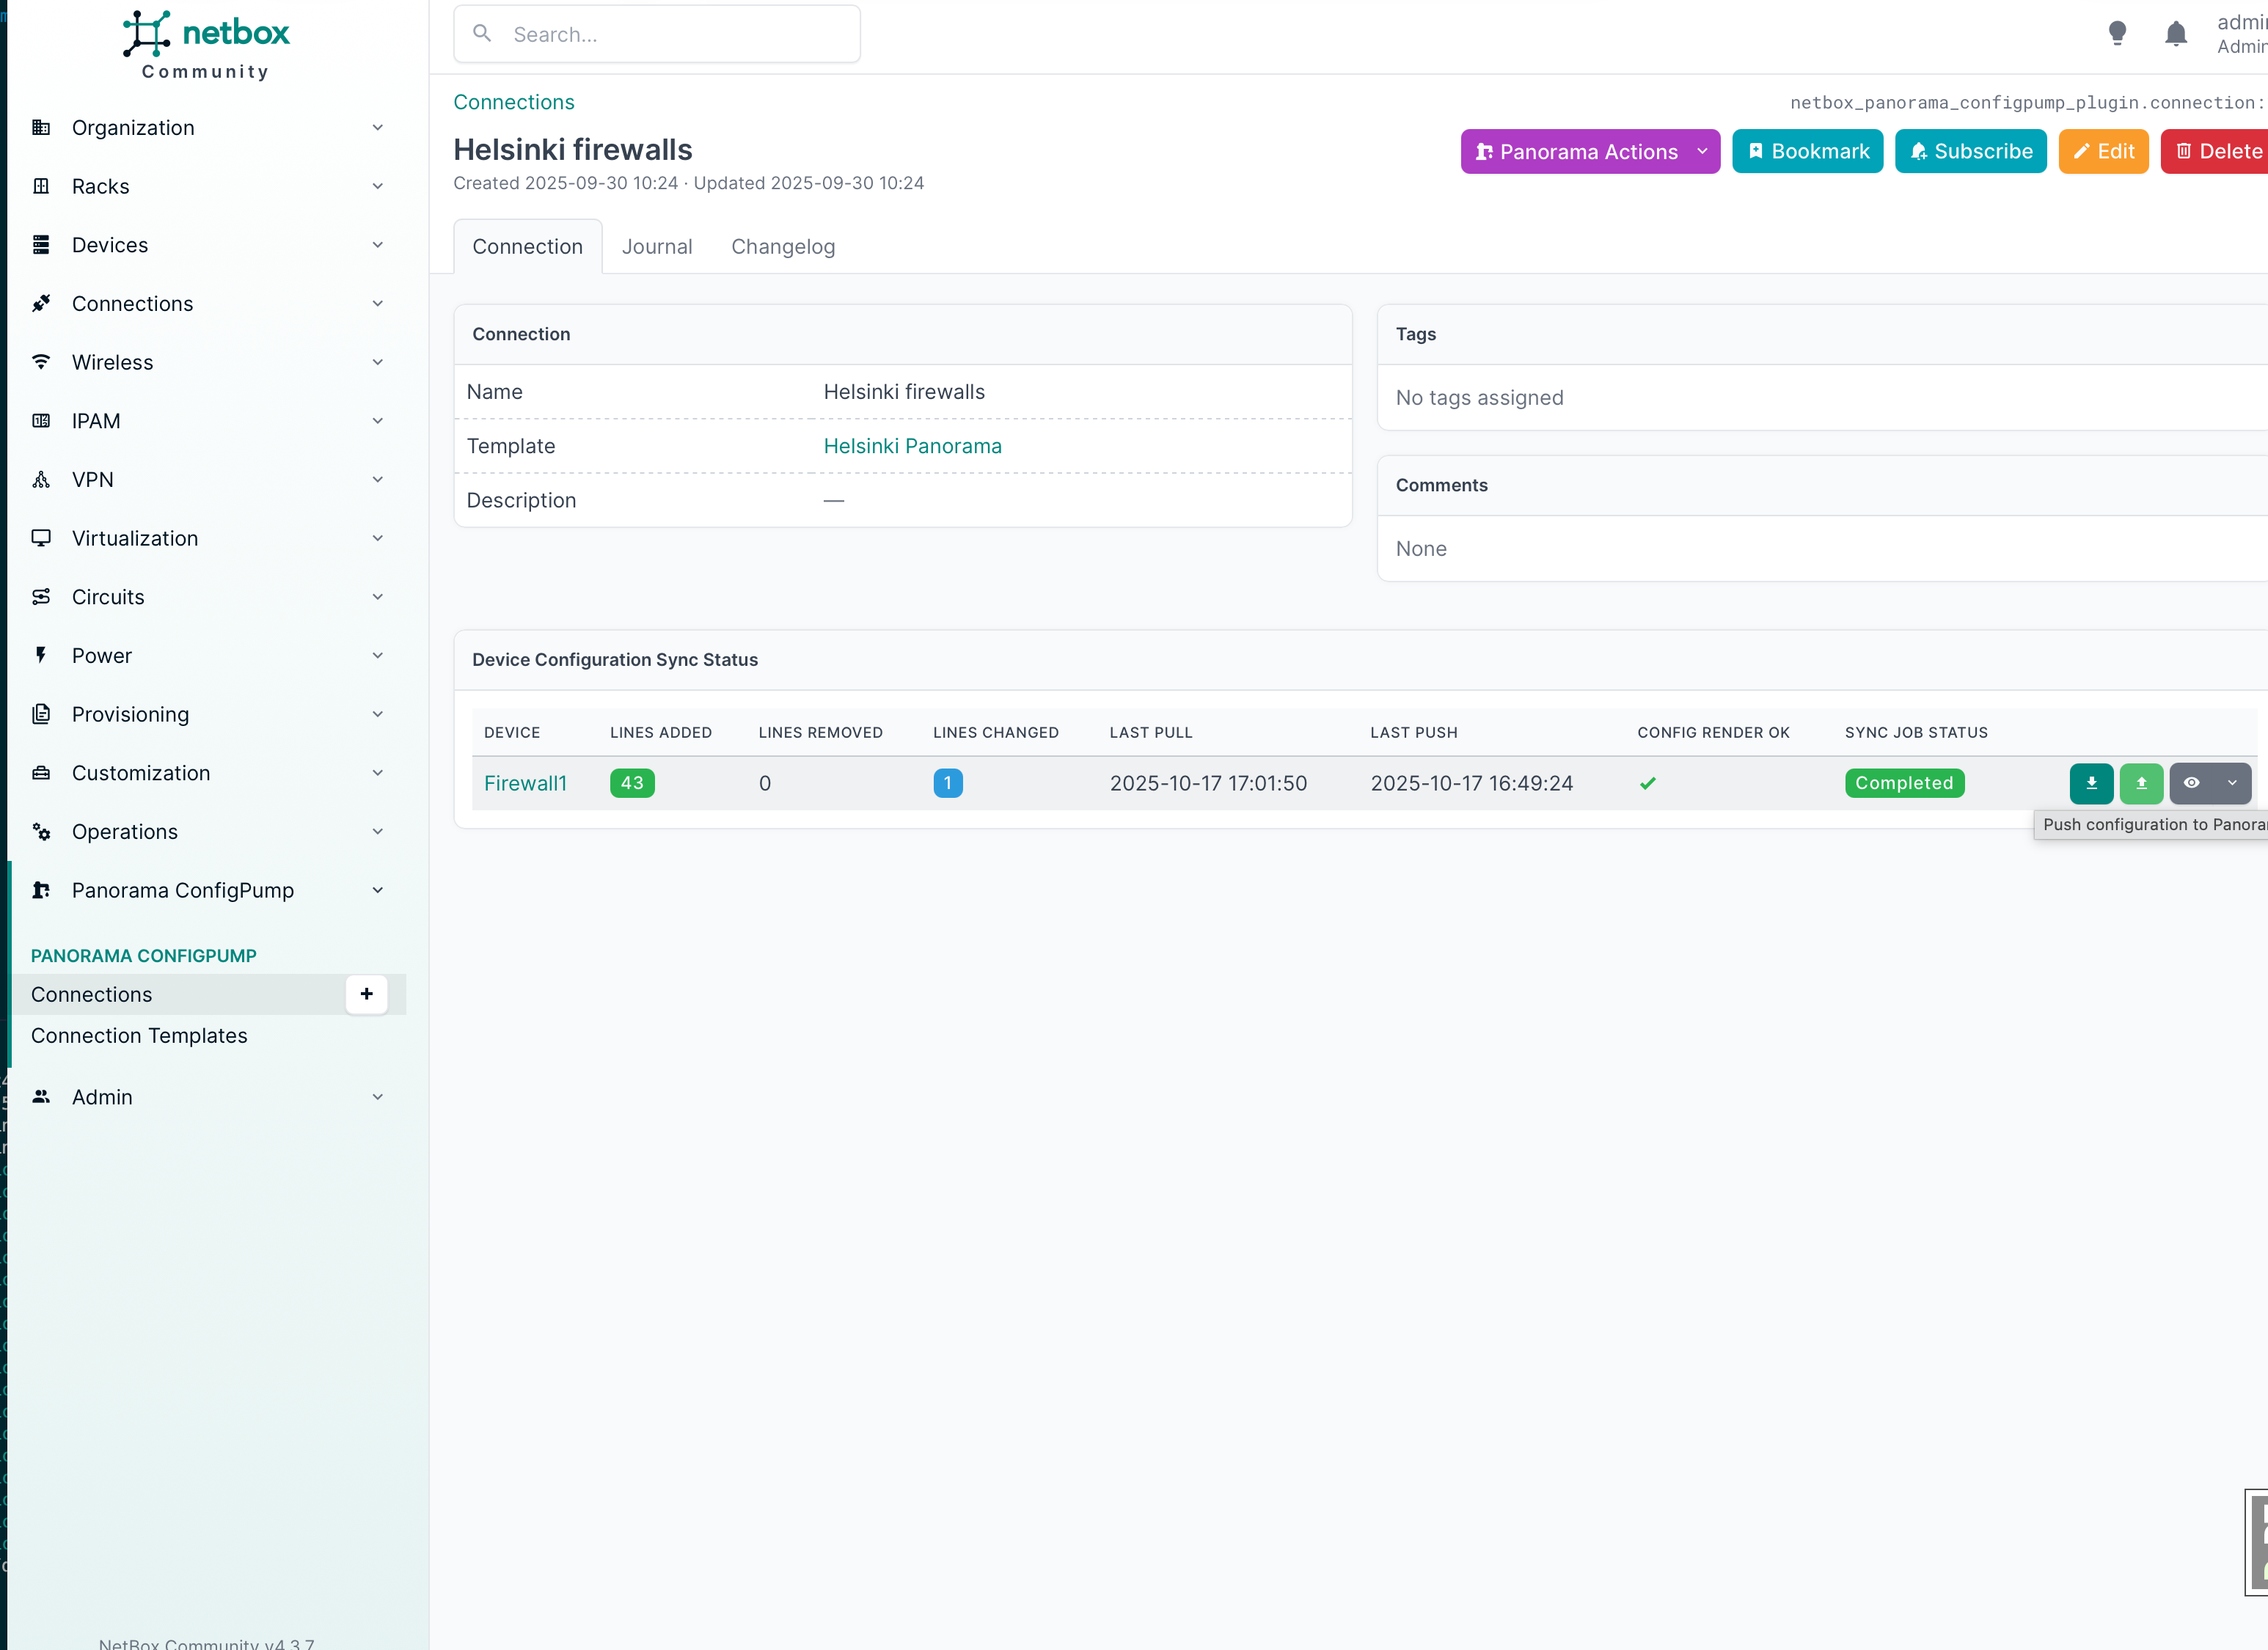 netbox
Community
Search...
Organization
Racks
Devices
Connections
Wireless
IPAM
VPN
Virtualization
Circuits
Power
Provisioning
Customization
Operations
Panorama ConfigPump
PANORAMA CONFIGPUMP
Connections
+
Connection Templates
Admin
NetBox Community v4.3.7
Connections
netbox_panorama_configpump_plugin.connection:
Helsinki firewalls
Created 2025-09-30 10:24 · Updated 2025-09-30 10:24
Panorama Actions
Bookmark
Subscribe
Edit
Delete
Connection Journal Changelog
Connection
Name Helsinki firewalls
Template Helsinki Panorama
Description —
Tags
No tags assigned
Comments
None
Device Configuration Sync Status
DEVICE LINES ADDED LINES REMOVED LINES CHANGED LAST PULL LAST PUSH CONFIG RENDER OK SYNC JOB STATUS
Firewall1 43 0 1 2025-10-17 17:01:50 2025-10-17 16:49:24 Completed
Push configuration to